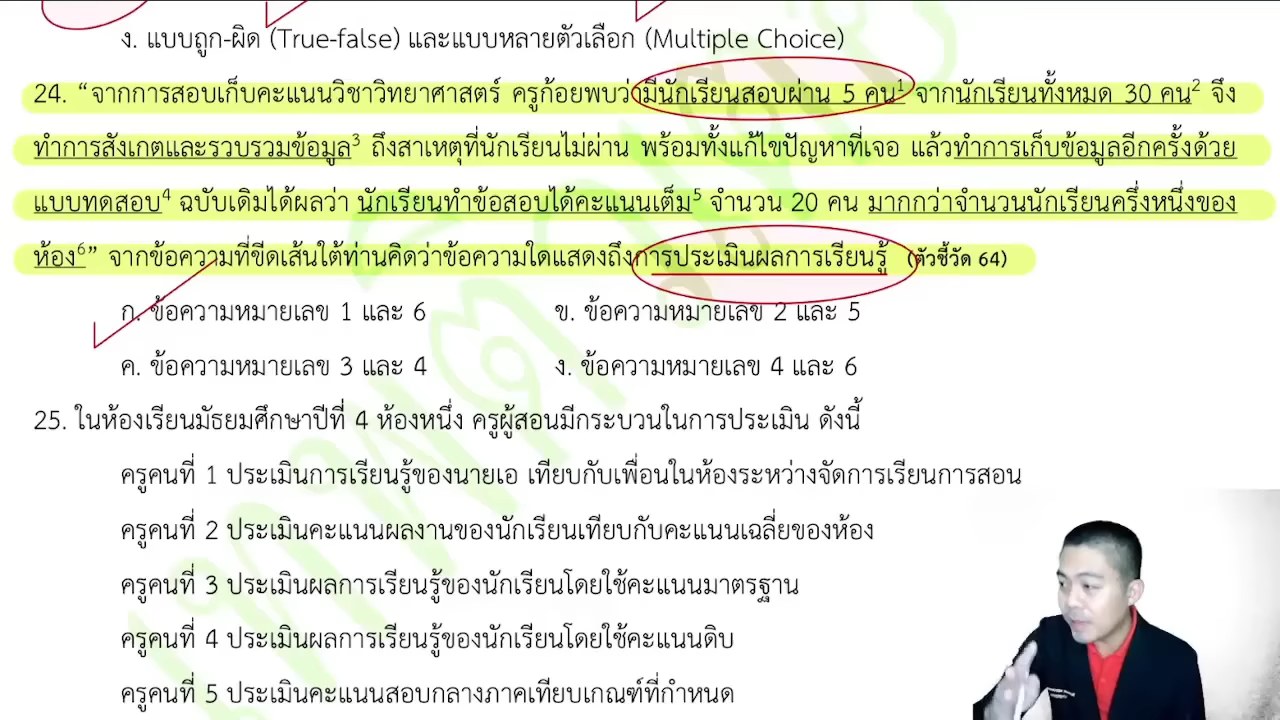 ง. แบบถูก-ผิด (True-false) และแบบหลายตัวเลือก (Multiple Choice)
24. “จากการสอบเก็บคะแนนวิชาวิทยาศาสตร์ ครูก้อยพบว่ามีนักเรียนสอบผ่าน 5 คน¹ จากนักเรียนทั้งหมด 30 คน² จึง
ทำการสังเกตและรวบรวมข้อมูล³ ถึงสาเหตุที่นักเรียนไม่ผ่าน พร้อมทั้งแก้ไขปัญหาที่เจอ แล้วทำการเก็บข้อมูลอีกครั้งด้วย
แบบทดสอบ⁴ ฉบับเดิมได้ผลว่า นักเรียนทำข้อสอบได้คะแนนเต็ม⁵ จำนวน 20 คน มากกว่าจำนวนนักเรียนครึ่งหนึ่งของ
ห้อง⁶” จากข้อความที่ขีดเส้นใต้ท่านคิดว่าข้อความใดแสดงถึงการประเมินผลการเรียนรู้ (ตัวชี้วัด 64)
ก. ข้อความหมายเลข 1 และ 6 ข. ข้อความหมายเลข 2 และ 5
ค. ข้อความหมายเลข 3 และ 4 ง. ข้อความหมายเลข 4 และ 6
25. ในห้องเรียนมัธยมศึกษาปีที่ 4 ห้องหนึ่ง ครูผู้สอนมีกระบวนในการประเมิน ดังนี้
ครูคนที่ 1 ประเมินการเรียนรู้ของนายเอ เทียบกับเพื่อนในห้องระหว่างจัดการเรียนการสอน
ครูคนที่ 2 ประเมินคะแนนผลงานของนักเรียนเทียบกับคะแนนเฉลี่ยของห้อง
ครูคนที่ 3 ประเมินผลการเรียนรู้ของนักเรียนโดยใช้คะแนนมาตรฐาน
ครูคนที่ 4 ประเมินผลการเรียนรู้ของนักเรียนโดยใช้คะแนนดิบ
ครูคนที่ 5 ประเมินคะแนนสอบกลางภาคเทียบเกณฑ์ที่กำหนด